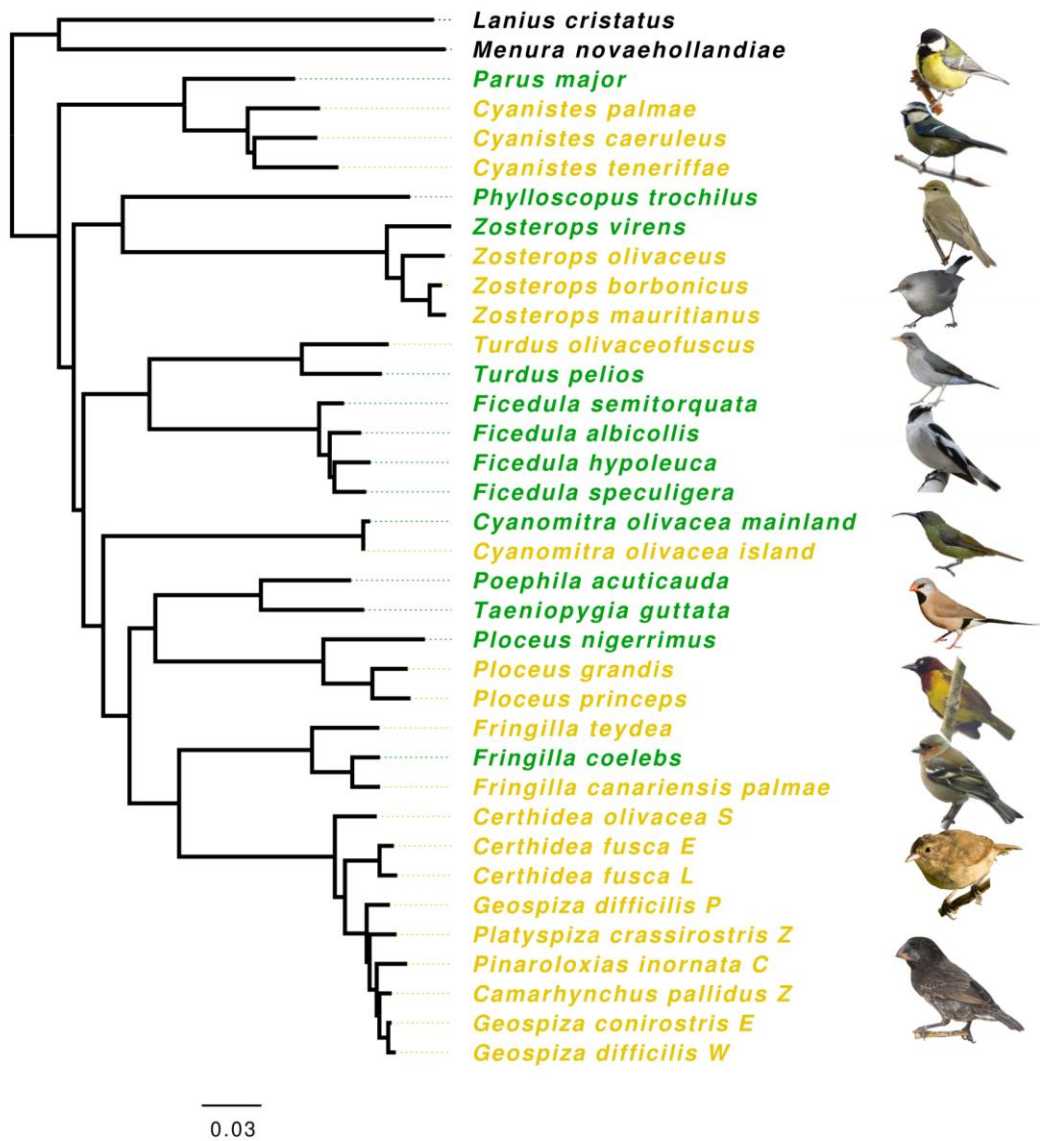 Lanius cristatus
Menura novaehollandiae
Parus major
Cyanistes palmae
Cyanistes caeruleus
Cyanistes teneriffae
Phylloscopus trochilus
Zosterops virens
Zosterops olivaceus
Zosterops borbonicus
Zosterops mauritianus
Turdus olivaceofuscus
Turdus pelios
Ficedula semitorquata
Ficedula albicollis
Ficedula hypoleuca
Ficedula speculigera
Cyanomitra olivacea mainland
Cyanomitra olivacea island
Poephila acuticauda
Taeniopygia guttata
Ploceus nigerrimus
Ploceus grandis
Ploceus princeps
Fringilla teydea
Fringilla coelebs
Fringilla canariensis palmae
Certhidea olivacea S
Certhidea fusca E
Certhidea fusca L
Geospiza difficilis P
Platyspiza crassirostris Z
Pinaroloxias inornata C
Camarhynchus pallidus Z
Geospiza conirostris E
Geospiza difficilis W
0.03